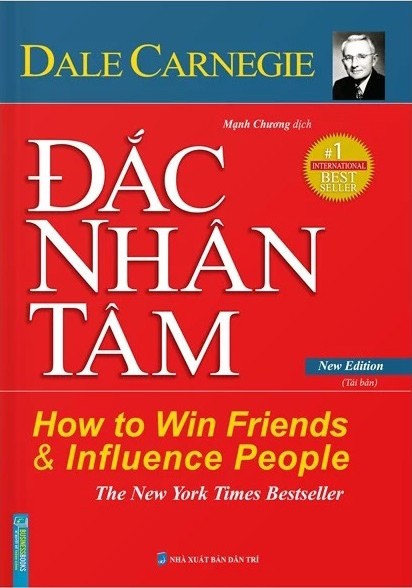 DALE CARNEGIE
Mạnh Chương dịch
#1
INTERNATIONAL
BEST
SELLER
ĐẮC
NHÂN
TÂM
New Edition
(Tái bản)
How to Win Friends
& Influence People
The New York Times Bestseller
BUSINESSBOOKS
NHÀ XUẤT BẢN DÂN TRÍ